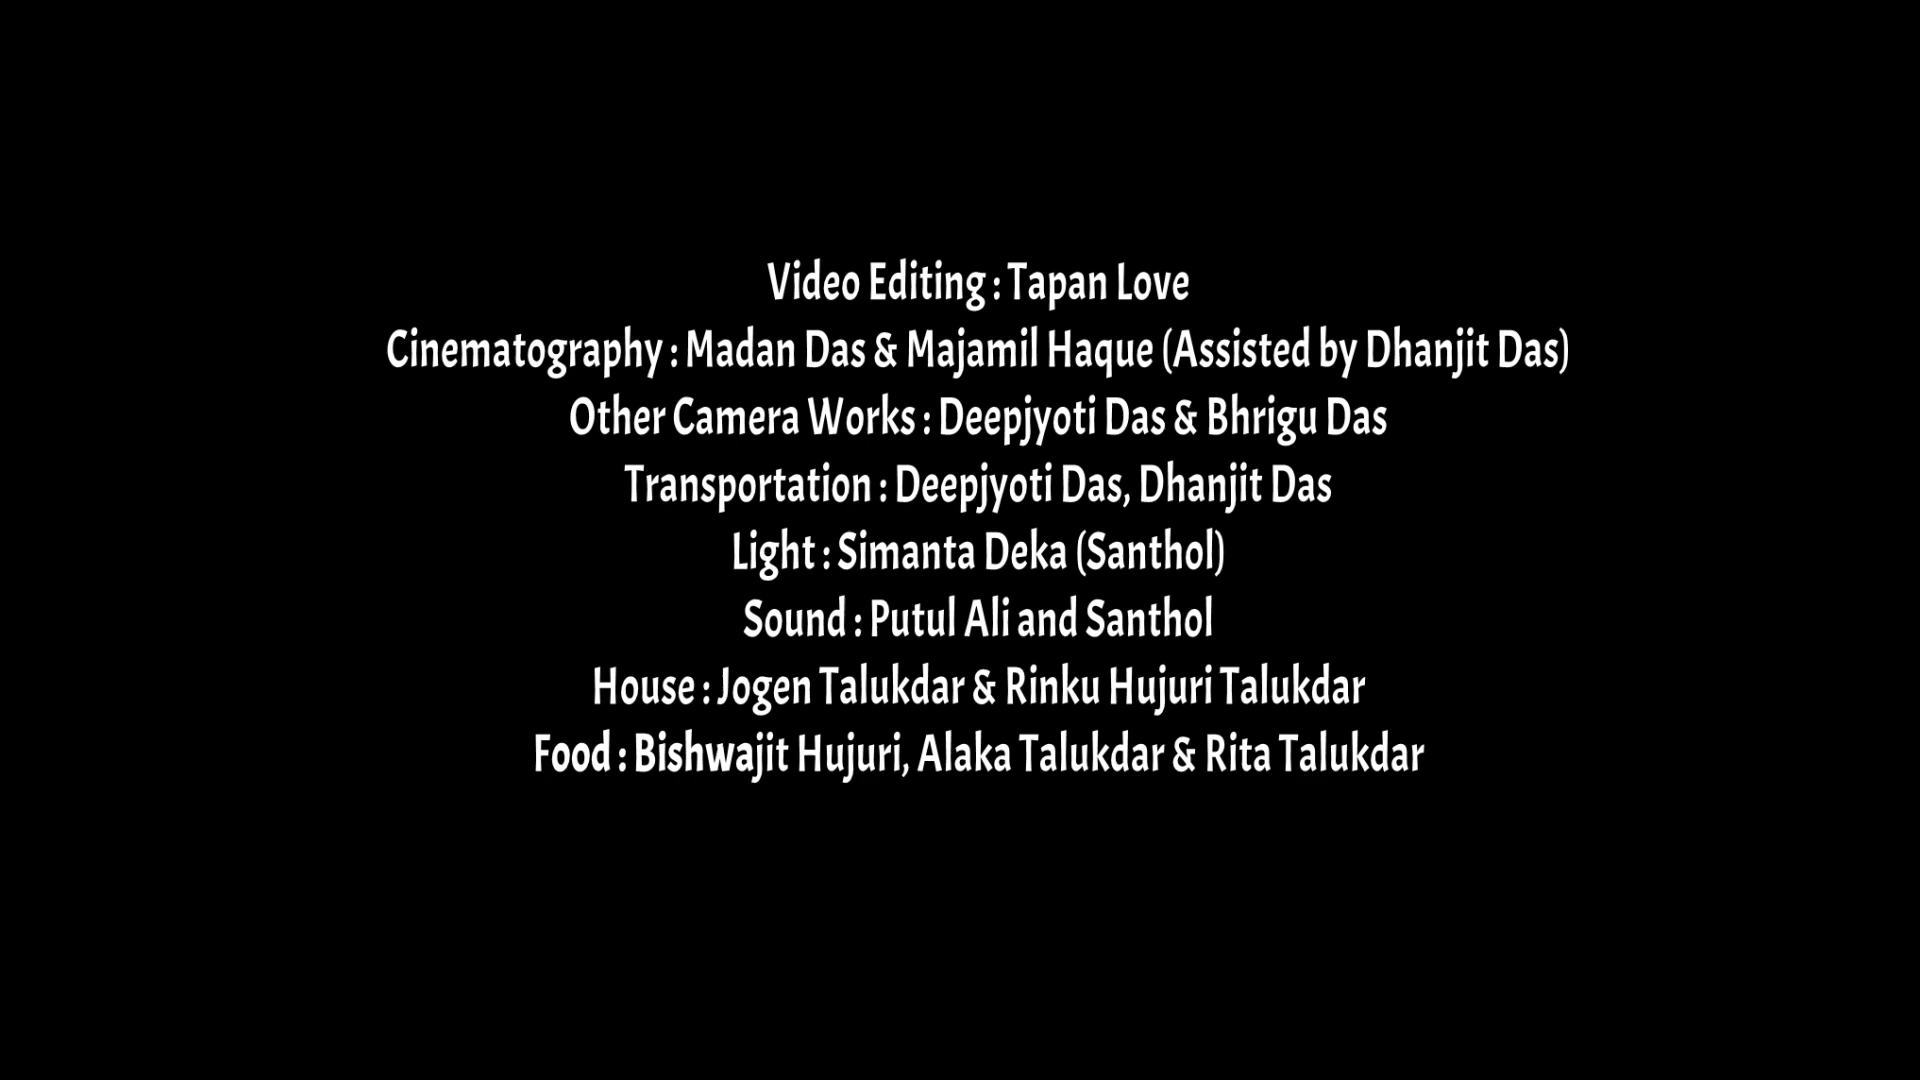 Video Editing : Tapan Love
Cinematography : Madan Das & Majamil Haque (Assisted by Dhanjit Das)
Other Camera Works : Deepjyoti Das & Bhrigu Das
Transportation : Deepjyoti Das, Dhanjit Das
Light : Simanta Deka (Santhol)
Sound : Putul Ali and Santhol
House : Jogen Talukdar & Rinku Hujuri Talukdar
Food : Bishwajit Hujuri, Alaka Talukdar & Rita Talukdar